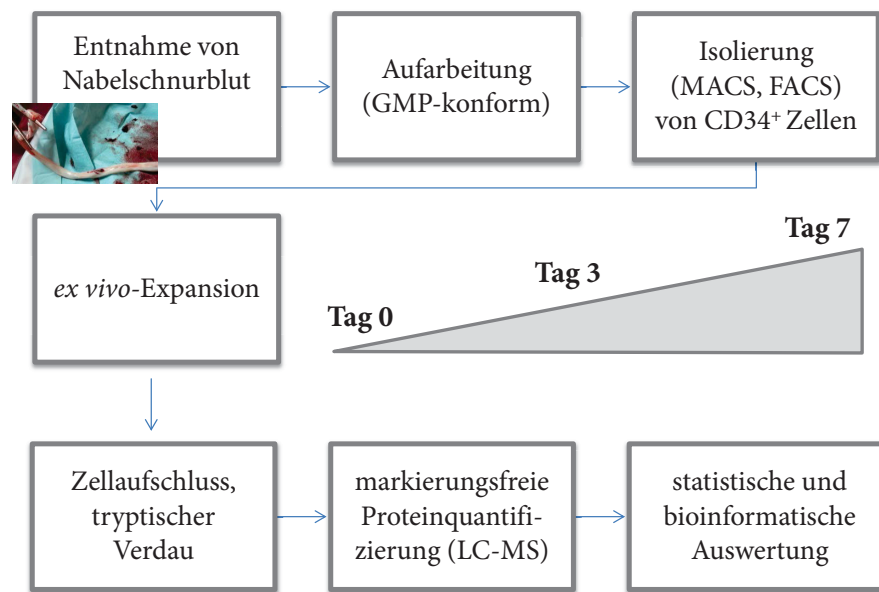 Entnahme von
Nabelschnurblut
Aufarbeitung
(GMP-konform)
Isolierung
(MACS, FACS)
von CD34⁺ Zellen
ex vivo-Expansion
Tag 0
Tag 3
Tag 7
Zellaufschluss,
tryptischer
Verdau
markierungsfreie
Proteinquantifi-
zierung (LC-MS)
statistische und
bioinformatische
Auswertung